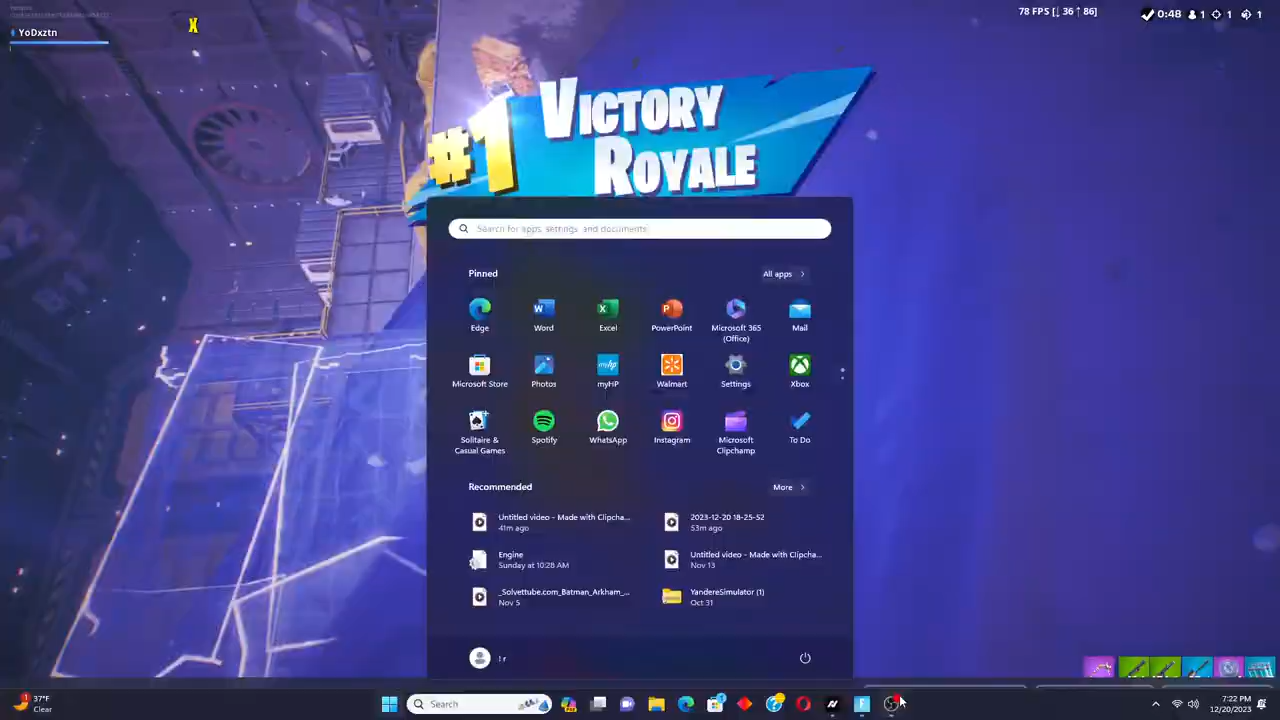 YoDxztn
X
78 FPS [↓ 36 ↑ 86]
0:48 1 1 1
#1 VICTORY
ROYALE
Search for apps, settings, and documents
Pinned
All apps >
Edge
Word
Excel
PowerPoint
Microsoft 365
(Office)
Mail
Microsoft Store
Photos
myHP
Walmart
Settings
Xbox
Solitaire &
Casual Games
Spotify
WhatsApp
Instagram
Microsoft
Clipchamp
To Do
Recommended
More >
Untitled video - Made with Clipcha...
41m ago
2023-12-20 18-25-52
53m ago
Engine
Sunday at 10:28 AM
Untitled video - Made with Clipcha...
Nov 13
_Solvettube.com_Batman_Arkham_...
Nov 5
YandereSimulator (1)
Oct 31
! r
1
37°F
Clear
Search
7:22 PM
12/20/2023